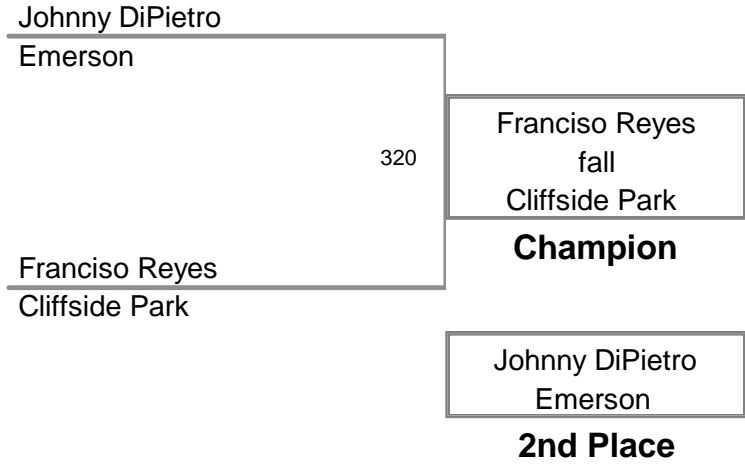 Johnny DiPietro
Emerson
320
Franciso Reyes
fall
Cliffside Park
Champion
Franciso Reyes
Cliffside Park
Johnny DiPietro
Emerson
2nd Place